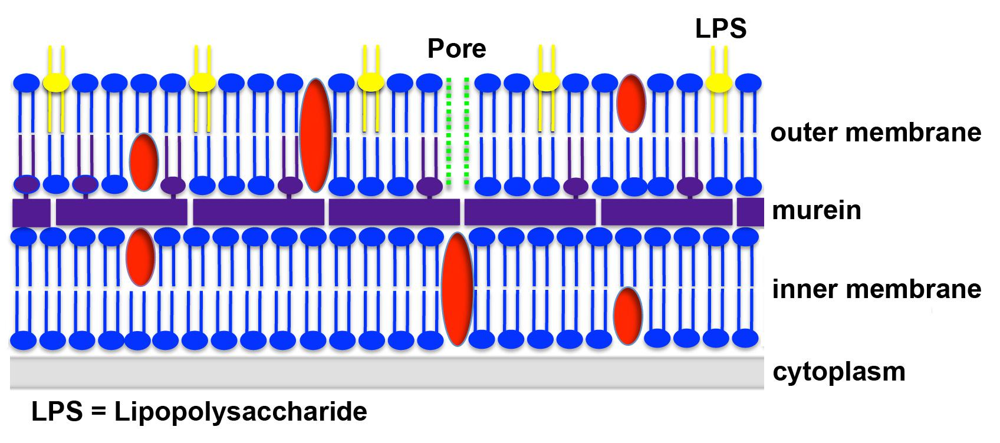 LPS
Pore
outer membrane
murein
inner membrane
cytoplasm
LPS = Lipopolysaccharide